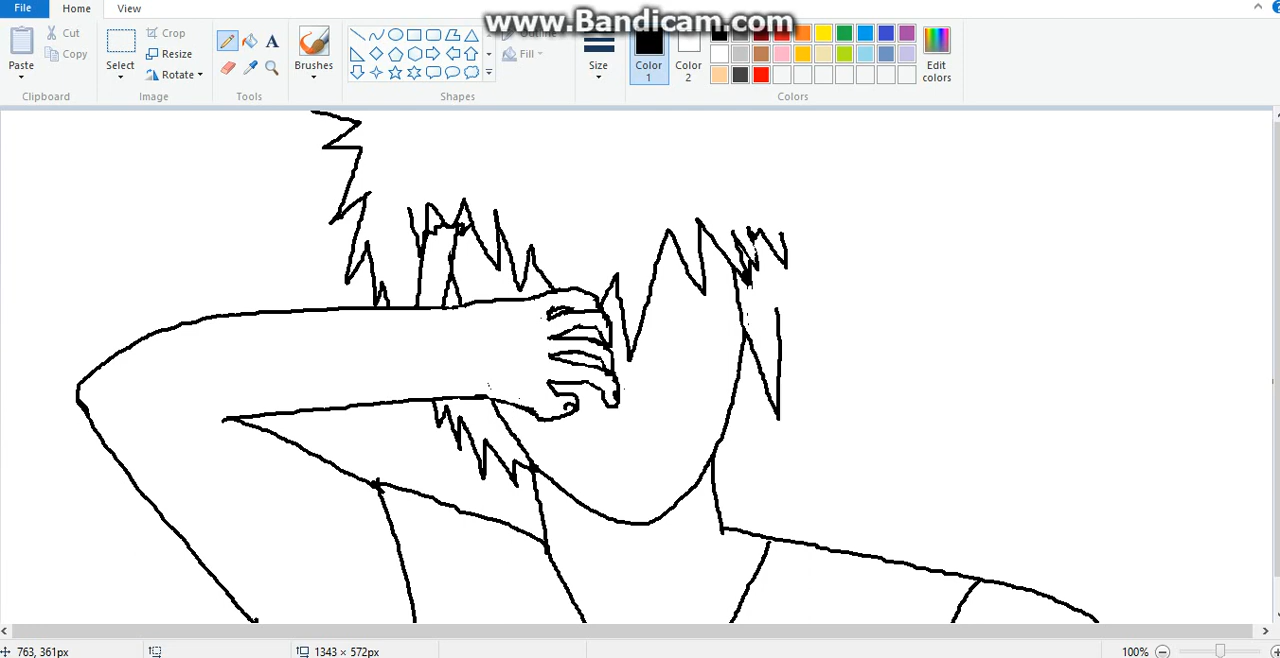 www.Bandicam.com
File
Home
View
Paste
Cut
Copy
Clipboard
Select
Crop
Resize
Rotate
Image
A
Tools
Brushes
Outline
Fill
Shapes
Size
Color 1
Color 2
Edit colors
Colors
763, 361px
1343 × 572px
100%